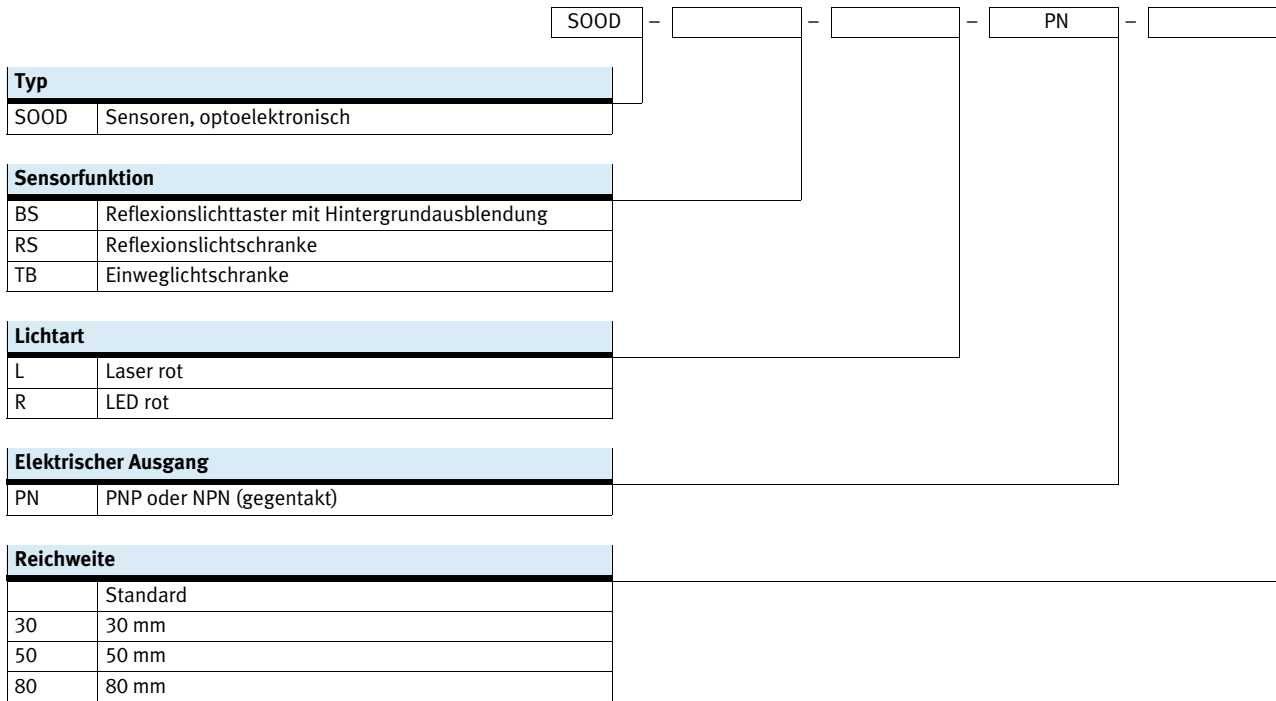 SOOD – – – PN –
Typ
SOOD Sensoren, optoelektronisch
Sensorfunktion
BS Reflexionslichttaster mit Hintergrundausblendung
RS Reflexionslichtschranke
TB Einweglichtschranke
Lichtart
L Laser rot
R LED rot
Elektrischer Ausgang
PN PNP oder NPN (gegentakt)
Reichweite
Standard
30 30 mm
50 50 mm
80 80 mm